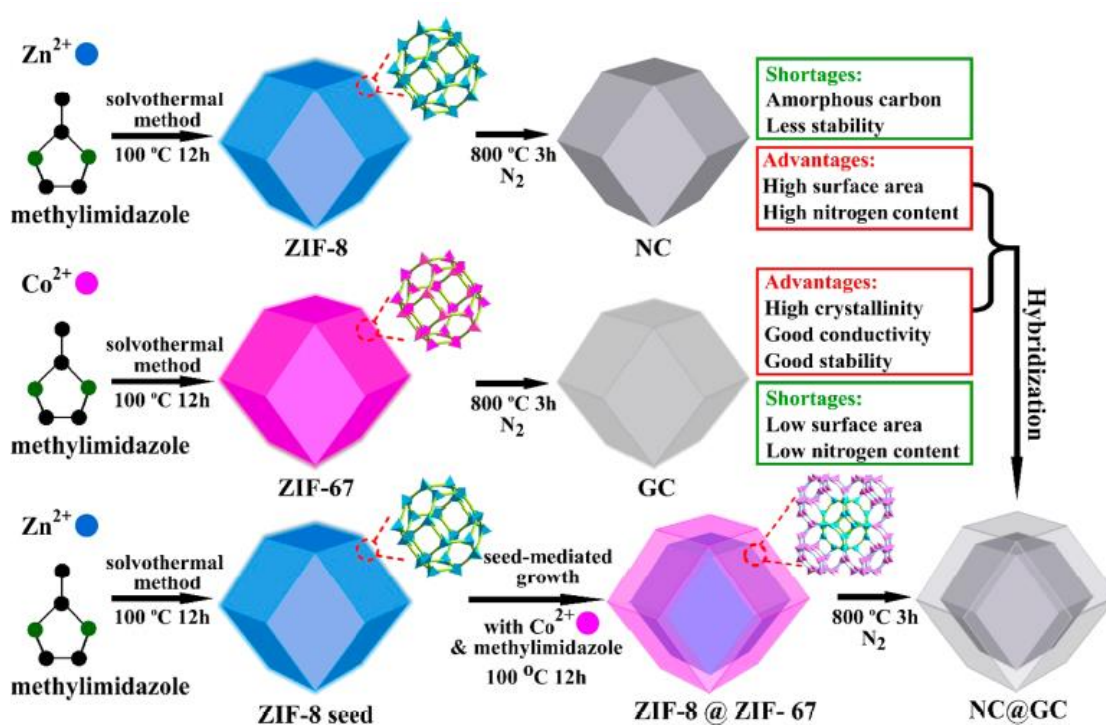 Zn2+
solvothermal
method
100 ºC 12h
methylimidazole
ZIF-8
800 ºC 3h
N2
NC
Shortages:
Amorphous carbon
Less stability
Advantages:
High surface area
High nitrogen content
Co2+
solvothermal
method
100 ºC 12h
methylimidazole
ZIF-67
800 ºC 3h
N2
GC
Advantages:
High crystallinity
Good conductivity
Good stability
Shortages:
Low surface area
Low nitrogen content
Hybridization
Zn2+
solvothermal
method
100 ºC 12h
methylimidazole
ZIF-8 seed
seed-mediated
growth
with Co2+
& methylimidazole
100 ºC 12h
ZIF-8 @ ZIF- 67
800 ºC 3h
N2
NC@GC